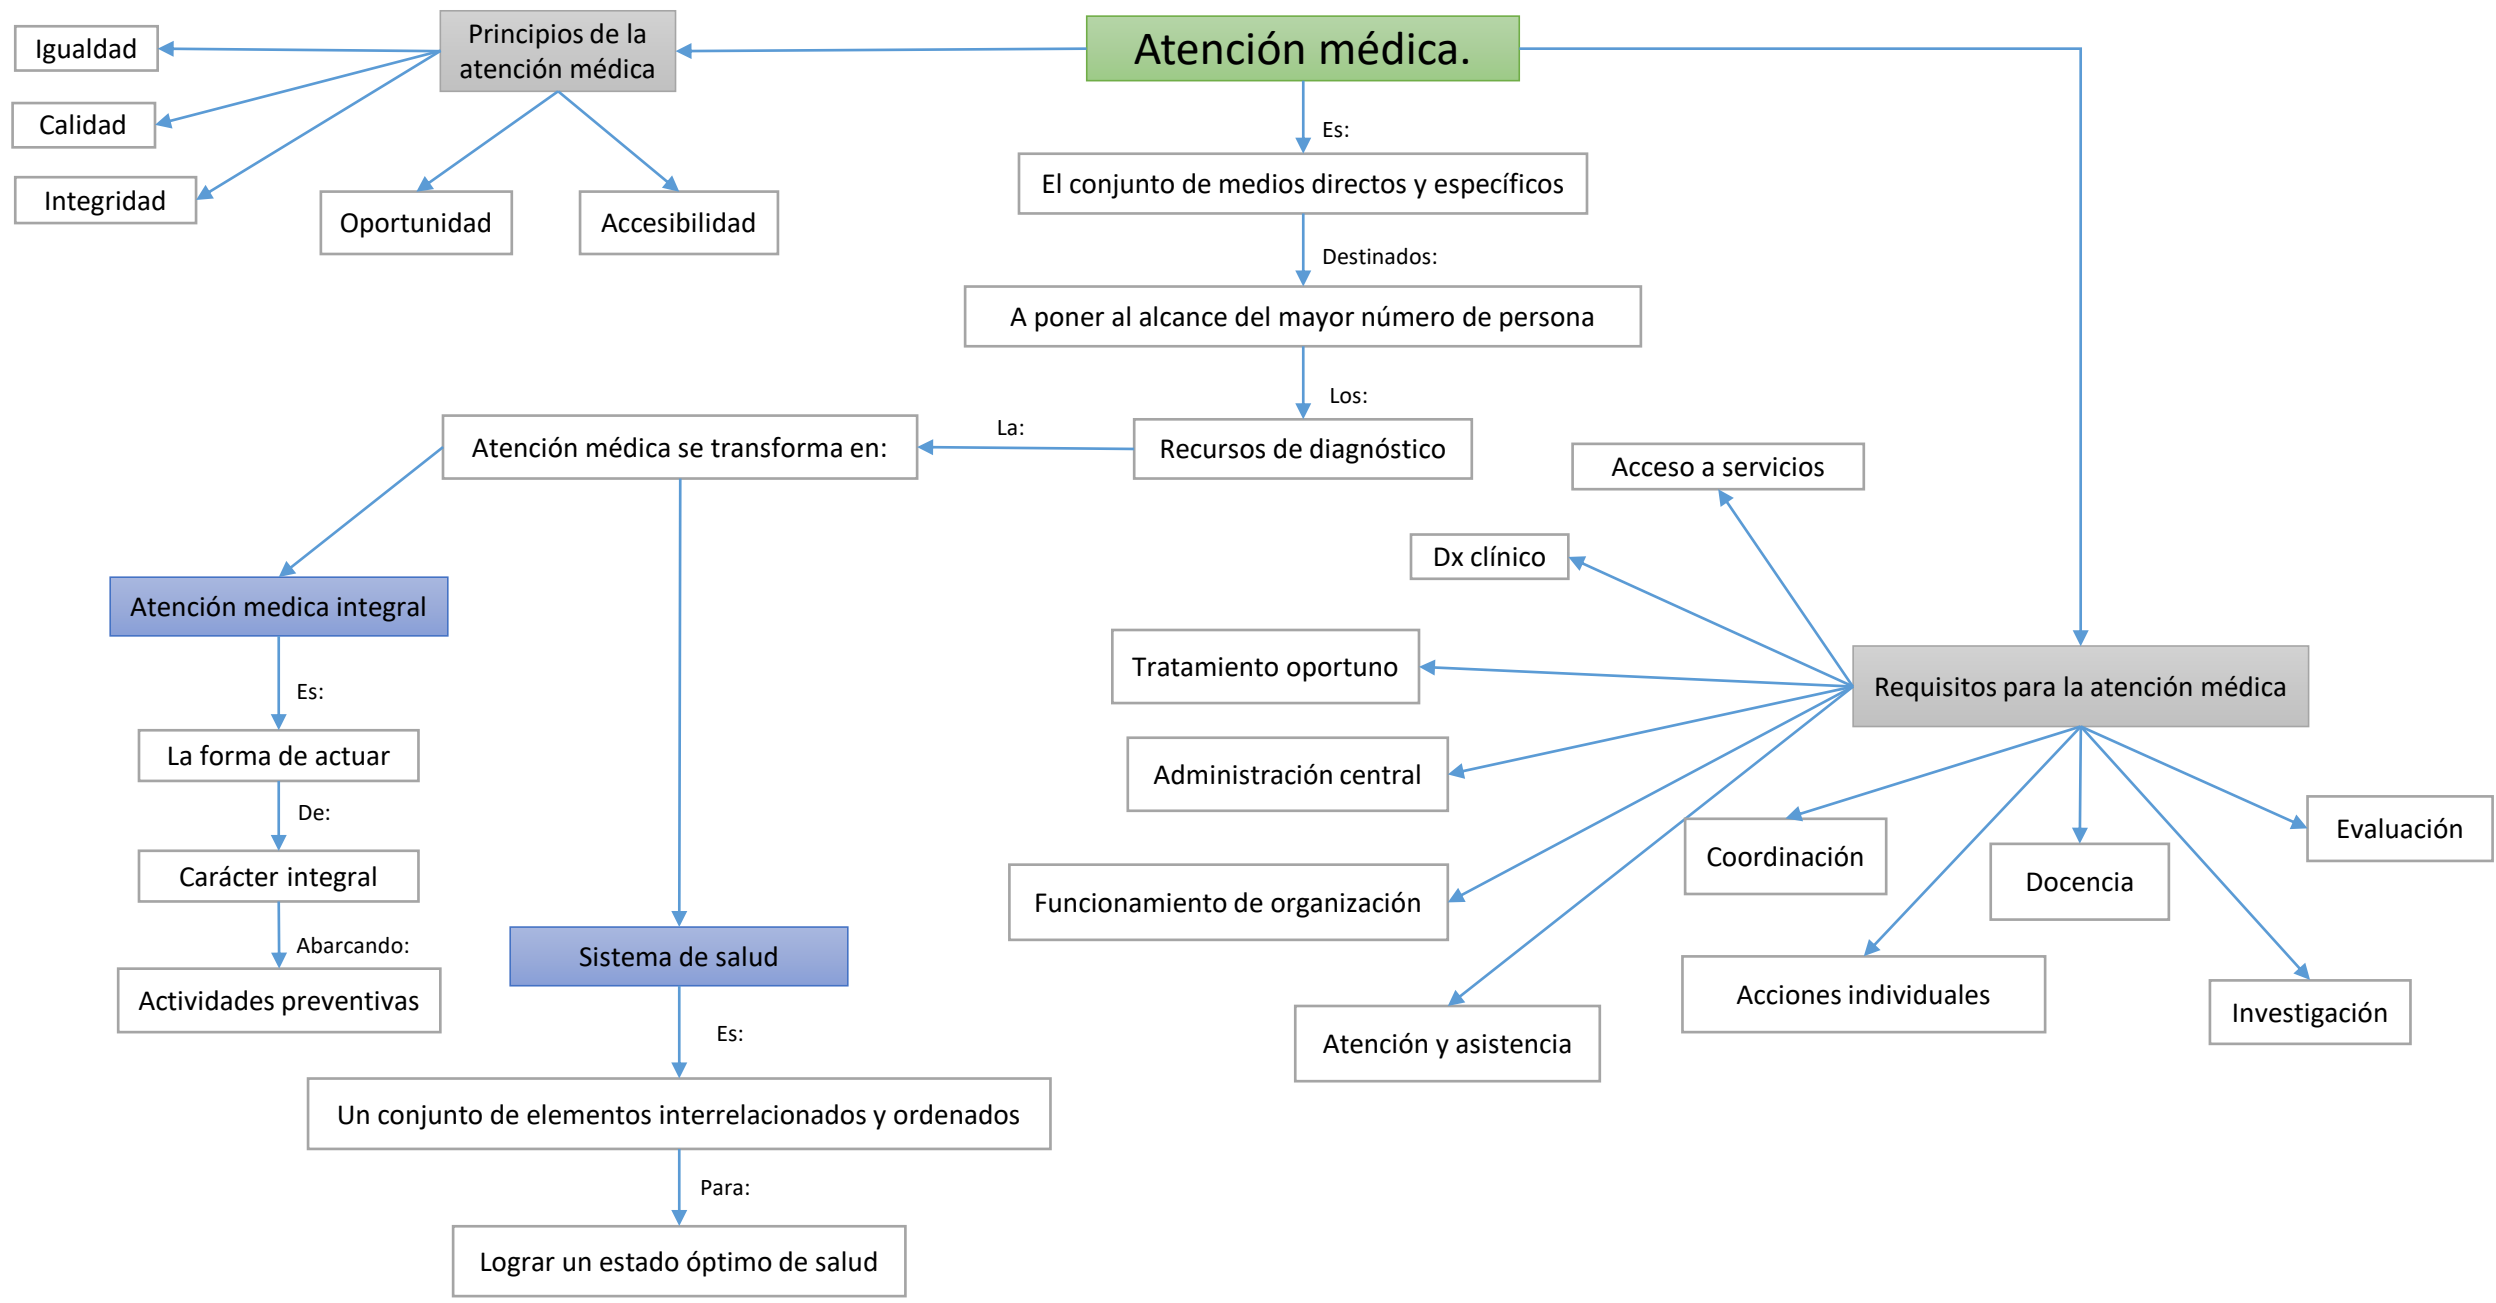 Atención médica.
Principios de la
atención médica
Igualdad
Calidad
Integridad
Oportunidad
Accesibilidad
Es:
El conjunto de medios directos y específicos
Destinados:
A poner al alcance del mayor número de persona
Los:
Recursos de diagnóstico
La:
Atención médica se transforma en:
Atención medica integral
Es:
La forma de actuar
De:
Carácter integral
Abarcando:
Actividades preventivas
Sistema de salud
Es:
Un conjunto de elementos interrelacionados y ordenados
Para:
Lograr un estado óptimo de salud
Requisitos para la atención médica
Acceso a servicios
Dx clínico
Tratamiento oportuno
Administración central
Funcionamiento de organización
Atención y asistencia
Coordinación
Acciones individuales
Docencia
Investigación
Evaluación